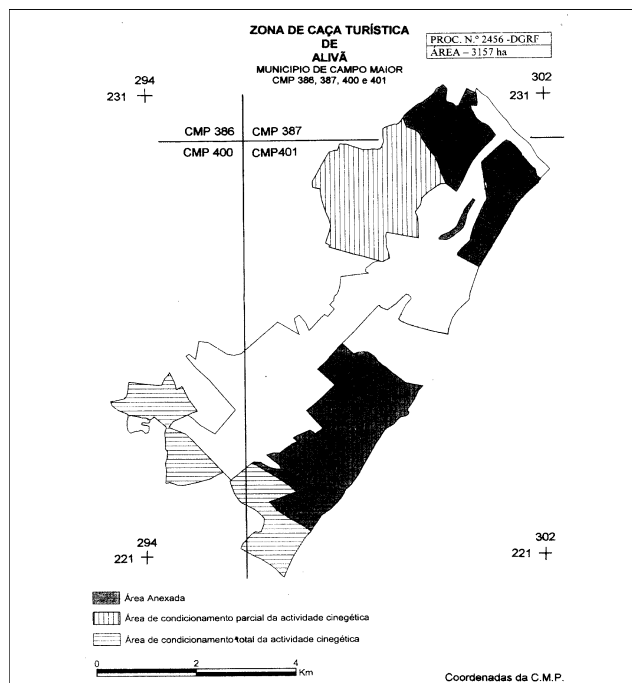 ZONA DE CAÇA TURÍSTICA
DE
ALIVÃ
MUNICIPIO DE CAMPO MAIOR
CMP 386, 387, 400 e 401
PROC. N.º 2456 -DGRF
ÁREA – 3157 ha
294
231
302
231
CMP 386
CMP 387
CMP 400
CMP401
294
221
302
221
Área Anexada
Área de condicionamento parcial da actividade cinegética
Área de condicionamento total da actividade cinegética
0 2 4
Km
Coordenadas da C.M.P.